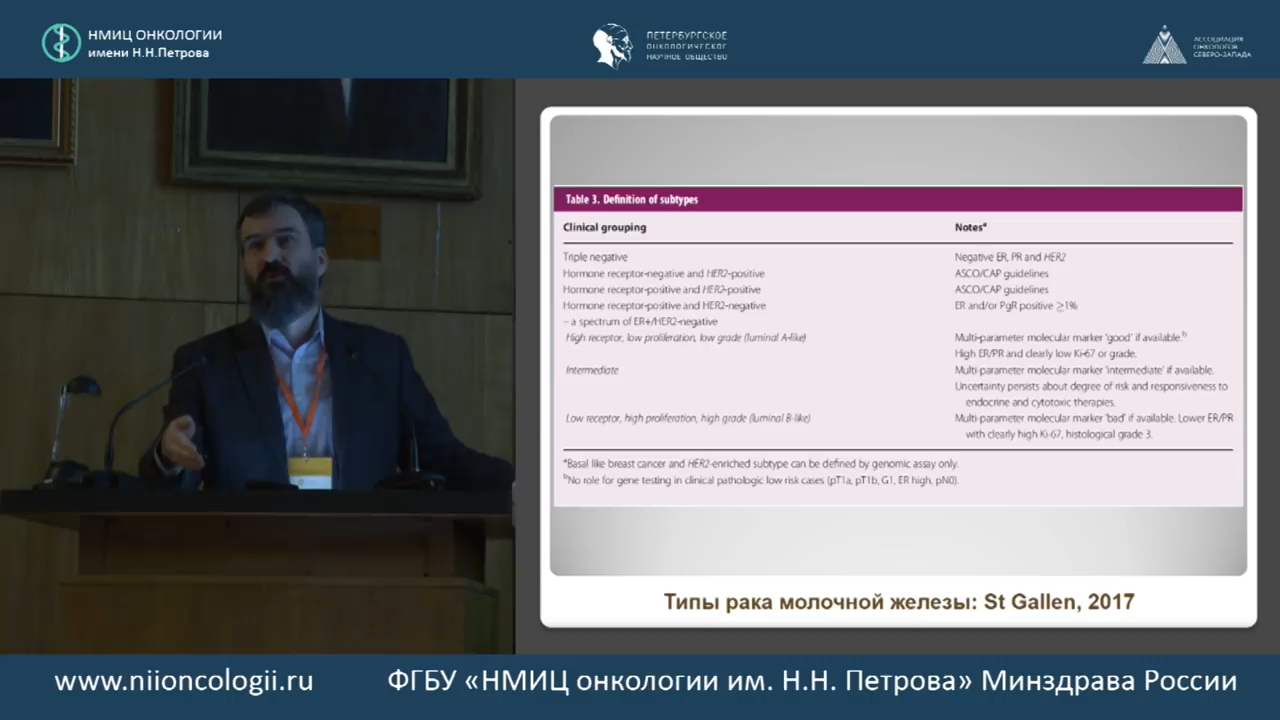 НМИЦ ОНКОЛОГИИ
имени Н.Н.Петрова
ПЕТЕРБУРГСКОЕ
ОНКОЛОГИЧЕСКОЕ
НАУЧНОЕ ОБЩЕСТВО
АССОЦИАЦИЯ
ОНКОЛОГОВ
СЕВЕРО-ЗАПАДА
Table 3. Definition of subtypes
Clinical grouping Notesᵃ
Triple negative Negative ER, PR and HER2
Hormone receptor-negative and HER2-positive ASCO/CAP guidelines
Hormone receptor-positive and HER2-positive ASCO/CAP guidelines
Hormone receptor-positive and HER2-negative ER and/or PgR positive ≥1%
– a spectrum of ER+/HER2-negative
High receptor, low proliferation, low grade (luminal A-like) Multi-parameter molecular marker 'good' if available.ᵇ
High ER/PR and clearly low Ki-67 or grade.
Intermediate Multi-parameter molecular marker 'intermediate' if available.
Uncertainty persists about degree of risk and responsiveness to
endocrine and cytotoxic therapies.
Low receptor, high proliferation, high grade (luminal B-like) Multi-parameter molecular marker 'bad' if available. Lower ER/PR
with clearly high Ki-67, histological grade 3.
ᵃBasal like breast cancer and HER2-enriched subtype can be defined by genomic assay only.
ᵇNo role for gene testing in clinical pathologic low risk cases (pT1a, pT1b, G1, ER high, pN0).
Типы рака молочной железы: St Gallen, 2017
www.niioncologii.ru ФГБУ «НМИЦ онкологии им. Н.Н. Петрова» Минздрава России